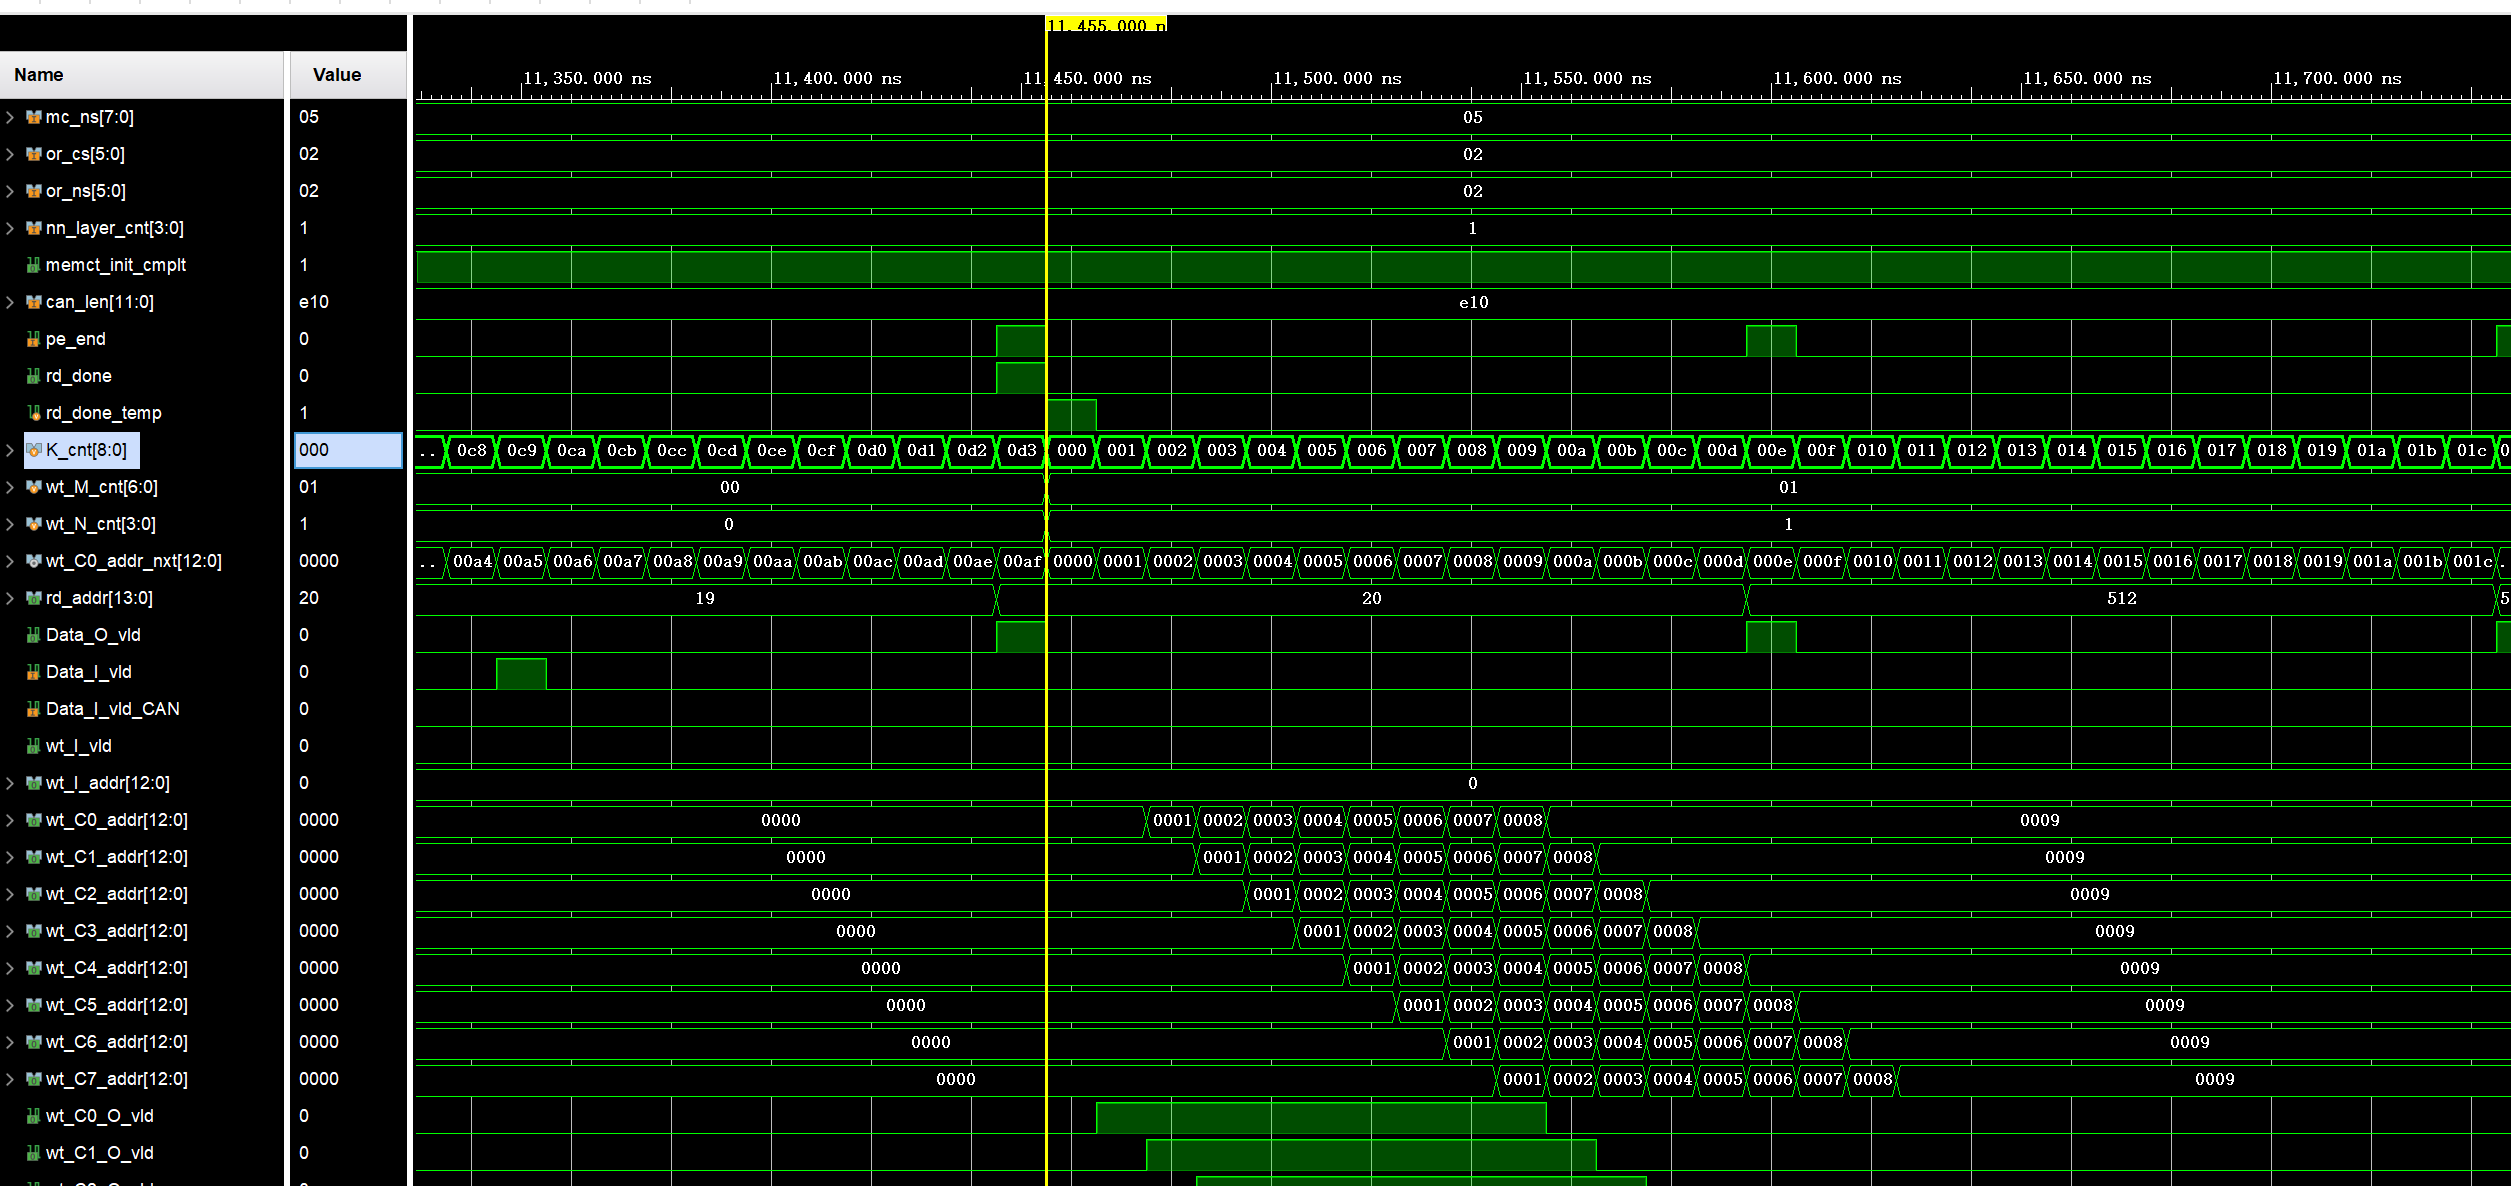 11,455.000 n
Name Value
11,350.000 ns 11,400.000 ns 11,450.000 ns 11,500.000 ns 11,550.000 ns 11,600.000 ns 11,650.000 ns 11,700.000 ns
mc_ns[7:0] 05 05
or_cs[5:0] 02 02
or_ns[5:0] 02 02
nn_layer_cnt[3:0] 1 1
memct_init_cmplt 1
can_len[11:0] e10 e10
pe_end 0
rd_done 0
rd_done_temp 1
K_cnt[8:0] 000 .. 0c8 0c9 0ca 0cb 0cc 0cd 0ce 0cf 0d0 0d1 0d2 0d3 000 001 002 003 004 005 006 007 008 009 00a 00b 00c 00d 00e 00f 010 011 012 013 014 015 016 017 018 019 01a 01b 01c 0
wt_M_cnt[6:0] 01 00 01
wt_N_cnt[3:0] 1 0 1
wt_C0_addr_nxt[12:0] 0000 .. 00a4 00a5 00a6 00a7 00a8 00a9 00aa 00ab 00ac 00ad 00ae 00af 0000 0001 0002 0003 0004 0005 0006 0007 0008 0009 000a 000b 000c 000d 000e 000f 0010 0011 0012 0013 0014 0015 0016 0017 0018 0019 001a 001b 001c .
rd_addr[13:0] 20 19 20 512 5
Data_O_vld 0
Data_I_vld 0
Data_I_vld_CAN 0
wt_I_vld 0
wt_I_addr[12:0] 0 0
wt_C0_addr[12:0] 0000 0000 0001 0002 0003 0004 0005 0006 0007 0008 0009
wt_C1_addr[12:0] 0000 0000 0001 0002 0003 0004 0005 0006 0007 0008 0009
wt_C2_addr[12:0] 0000 0000 0001 0002 0003 0004 0005 0006 0007 0008 0009
wt_C3_addr[12:0] 0000 0000 0001 0002 0003 0004 0005 0006 0007 0008 0009
wt_C4_addr[12:0] 0000 0000 0001 0002 0003 0004 0005 0006 0007 0008 0009
wt_C5_addr[12:0] 0000 0000 0001 0002 0003 0004 0005 0006 0007 0008 0009
wt_C6_addr[12:0] 0000 0000 0001 0002 0003 0004 0005 0006 0007 0008 0009
wt_C7_addr[12:0] 0000 0000 0001 0002 0003 0004 0005 0006 0007 0008 0009
wt_C0_O_vld 0
wt_C1_O_vld 0